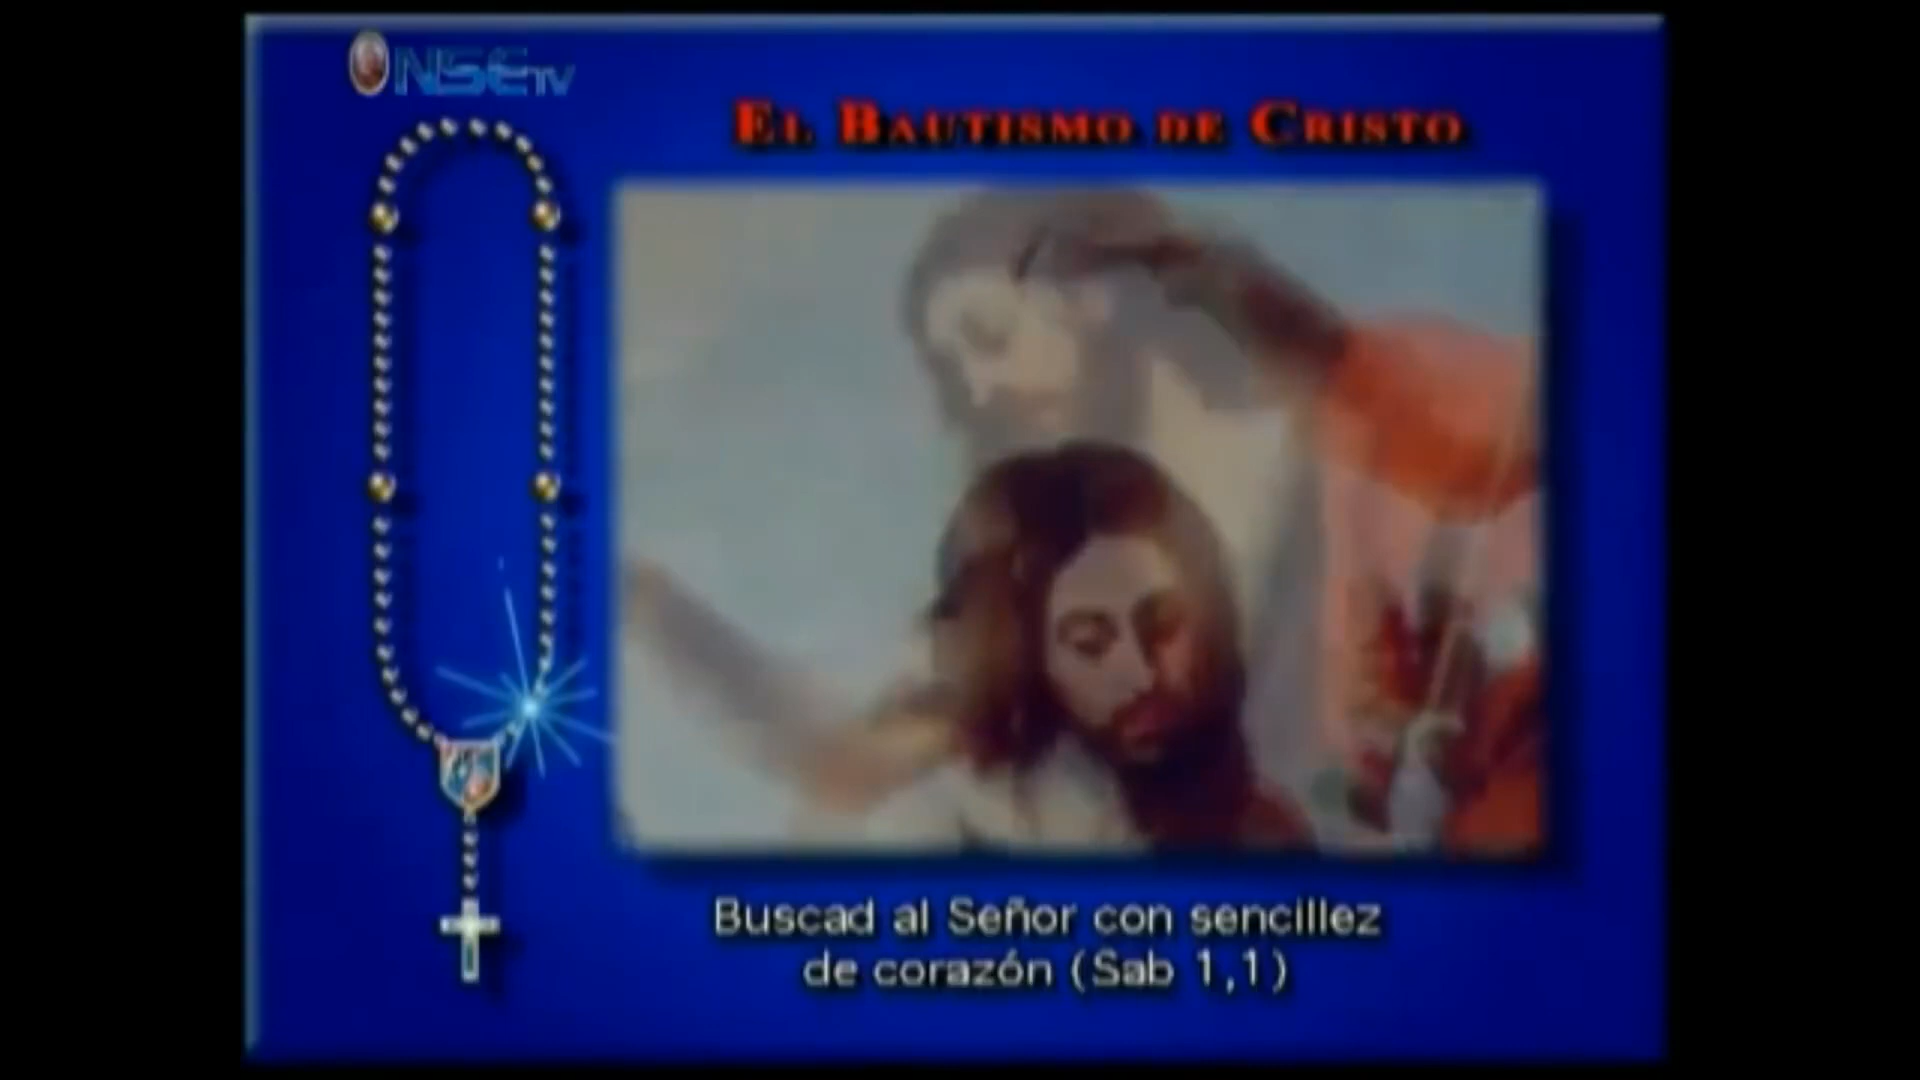 NSE TV
El Bautismo de Cristo
Buscad al Señor con sencillez
de corazón (Sab 1,1)